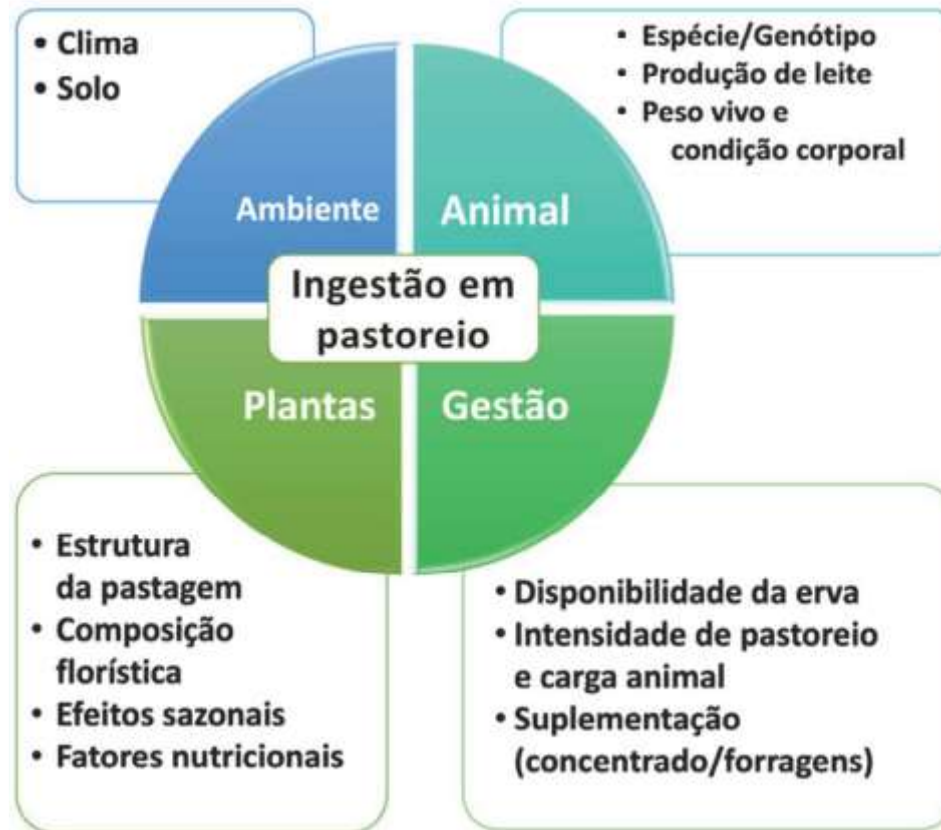 • Clima
• Solo
• Espécie/Genótipo
• Produção de leite
• Peso vivo e
condição corporal
Ambiente
Animal
Ingestão em
pastoreio
Plantas
Gestão
• Estrutura
da pastagem
• Composição
florística
• Efeitos sazonais
• Fatores nutricionais
• Disponibilidade da erva
• Intensidade de pastoreio
e carga animal
• Suplementação
(concentrado/forragens)